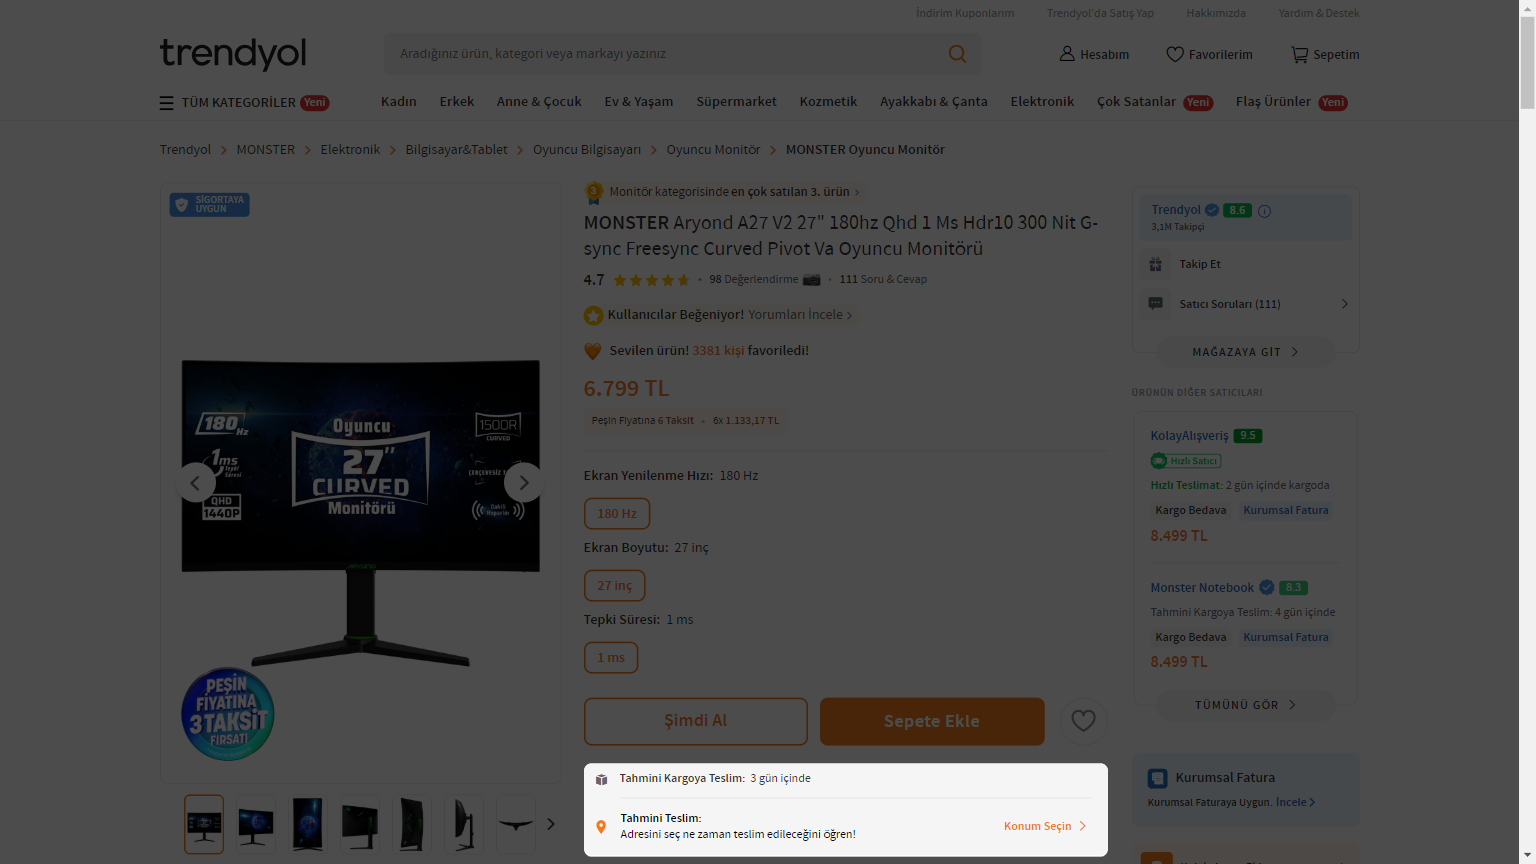 İndirim Kuponlarım
Trendyol'da Satış Yap
Hakkımızda
Yardım & Destek
trendyol
Aradığınız ürün, kategori veya markayı yazınız
Hesabım
Favorilerim
Sepetim
TÜM KATEGORİLER Yeni
Kadın
Erkek
Anne & Çocuk
Ev & Yaşam
Süpermarket
Kozmetik
Ayakkabı & Çanta
Elektronik
Çok Satanlar Yeni
Flaş Ürünler Yeni
Trendyol > MONSTER > Elektronik > Bilgisayar&Tablet > Oyuncu Bilgisayarı > Oyuncu Monitör > MONSTER Oyuncu Monitör
SİGORTAYA
UYGUN
180 Hz
1ms
Tepki
Süresi
QHD
1440P
Oyuncu
27"
CURVED
Monitörü
1500R
CURVED
Dahili
Hoparlör
PEŞİN
FİYATINA
3 TAKSİT
FIRSATI
3
Monitör kategorisinde en çok satılan 3. ürün >
MONSTER Aryond A27 V2 27" 180hz Qhd 1 Ms Hdr10 300 Nit G-
sync Freesync Curved Pivot Va Oyuncu Monitörü
4.7 • 98 Değerlendirme • 111 Soru & Cevap
Kullanıcılar Beğeniyor! Yorumları İncele >
Sevilen ürün! 3381 kişi favoriledi!
6.799 TL
Peşin Fiyatına 6 Taksit • 6x 1.133,17 TL
Ekran Yenilenme Hızı: 180 Hz
180 Hz
Ekran Boyutu: 27 inç
27 inç
Tepki Süresi: 1 ms
1 ms
Şimdi Al
Sepete Ekle
Tahmini Kargoya Teslim: 3 gün içinde
Tahmini Teslim:
Adresini seç ne zaman teslim edileceğini öğren!
Konum Seçin >
Trendyol 8.6
3,1M Takipçi
Takip Et
Satıcı Soruları (111)
MAĞAZAYA GİT >
ÜRÜNÜN DİĞER SATICILARI
KolayAlışveriş 9.5
Hızlı Satıcı
Hızlı Teslimat: 2 gün içinde kargoda
Kargo Bedava
Kurumsal Fatura
8.499 TL
Monster Notebook 8.3
Tahmini Kargoya Teslim: 4 gün içinde
Kargo Bedava
Kurumsal Fatura
8.499 TL
TÜMÜNÜ GÖR >
Kurumsal Fatura
Kurumsal Faturaya Uygun. İncele >